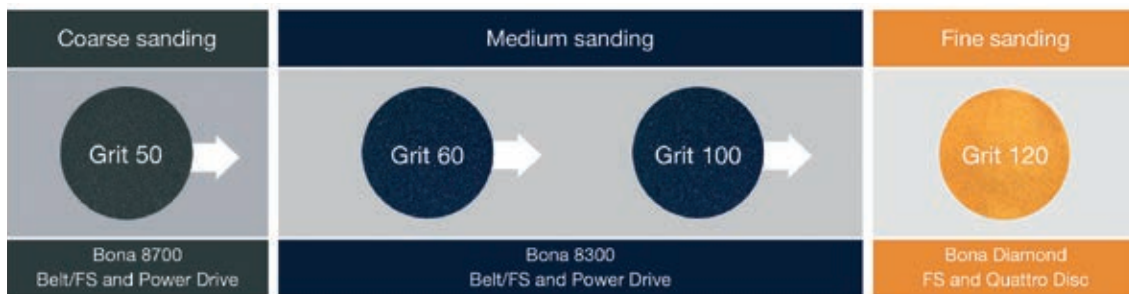 Coarse sanding
Medium sanding
Fine sanding
Grit 50
Grit 60
Grit 100
Grit 120
Bona 8700
Belt/FS and Power Drive
Bona 8300
Belt/FS and Power Drive
Bona Diamond
FS and Quattro Disc